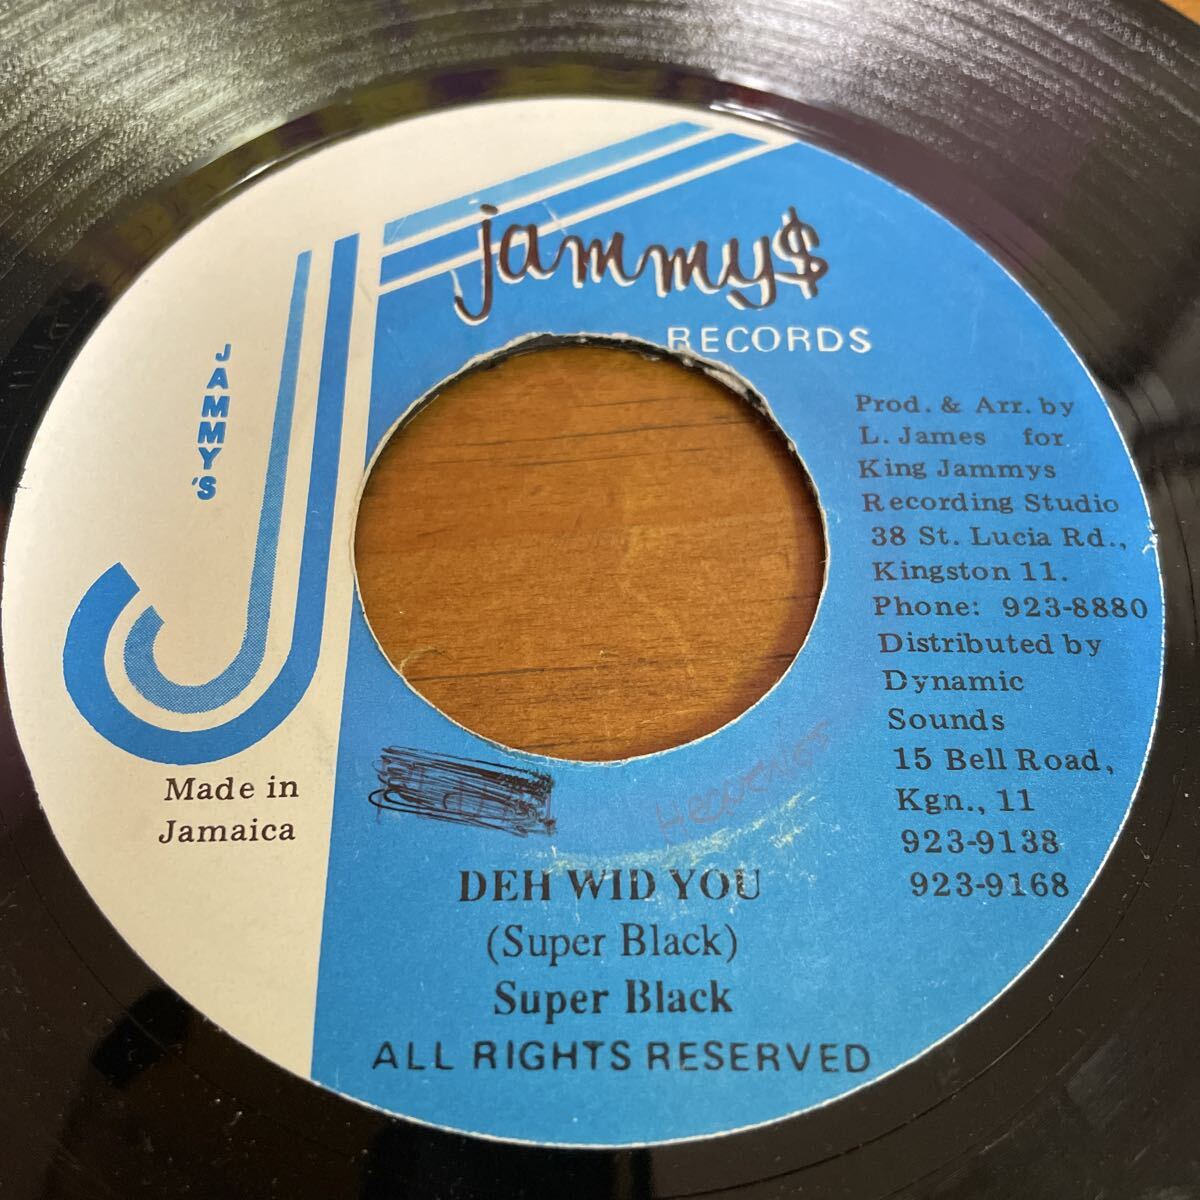 jammy$
RECORDS
JAMMY'S
Prod. & Arr. by
L. James for
King Jammys
Recording Studio
38 St. Lucia Rd.,
Kingston 11.
Phone: 923-8880
Distributed by
Dynamic
Sounds
15 Bell Road,
Kgn., 11
923-9138
923-9168
Made in
Jamaica
DEH WID YOU
(Super Black)
Super Black
ALL RIGHTS RESERVED